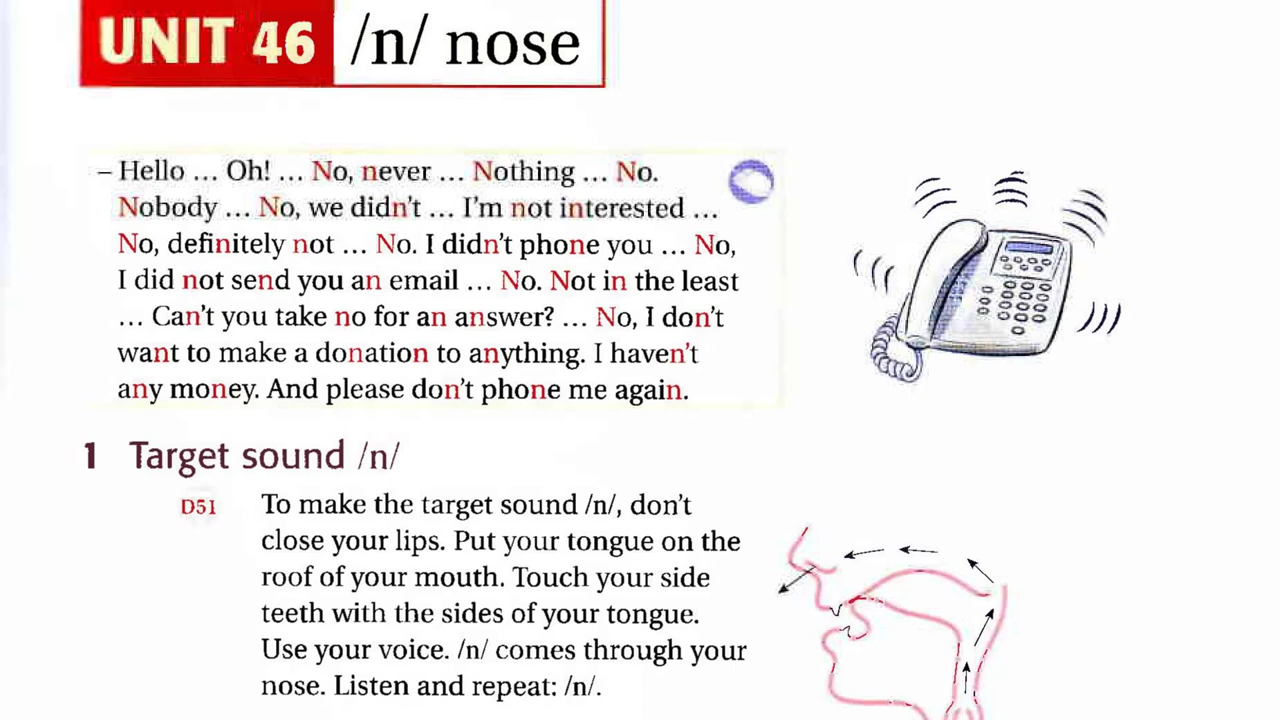 UNIT 46 /n/ nose
– Hello ... Oh! ... No, never ... Nothing ... No.
Nobody ... No, we didn't ... I'm not interested ...
No, definitely not ... No. I didn't phone you ... No,
I did not send you an email ... No. Not in the least
... Can't you take no for an answer? ... No, I don't
want to make a donation to anything. I haven't
any money. And please don't phone me again.
1 Target sound /n/
D51 To make the target sound /n/, don't
close your lips. Put your tongue on the
roof of your mouth. Touch your side
teeth with the sides of your tongue.
Use your voice. /n/ comes through your
nose. Listen and repeat: /n/.